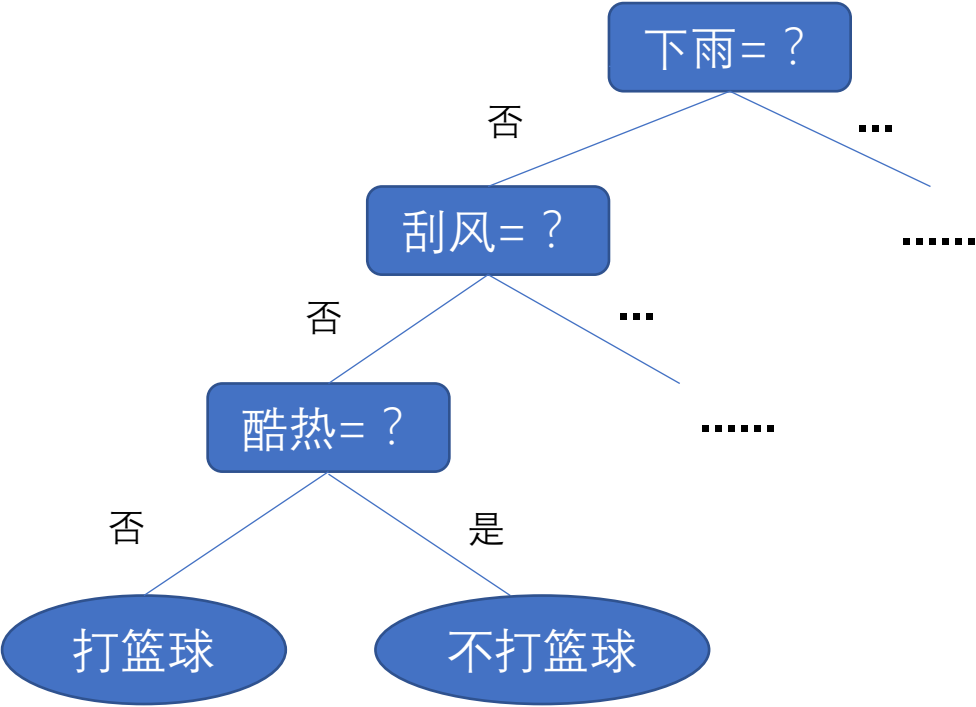 下雨=？
否
…
刮风=？
……
否
…
酷热=？
……
否
是
打篮球
不打篮球